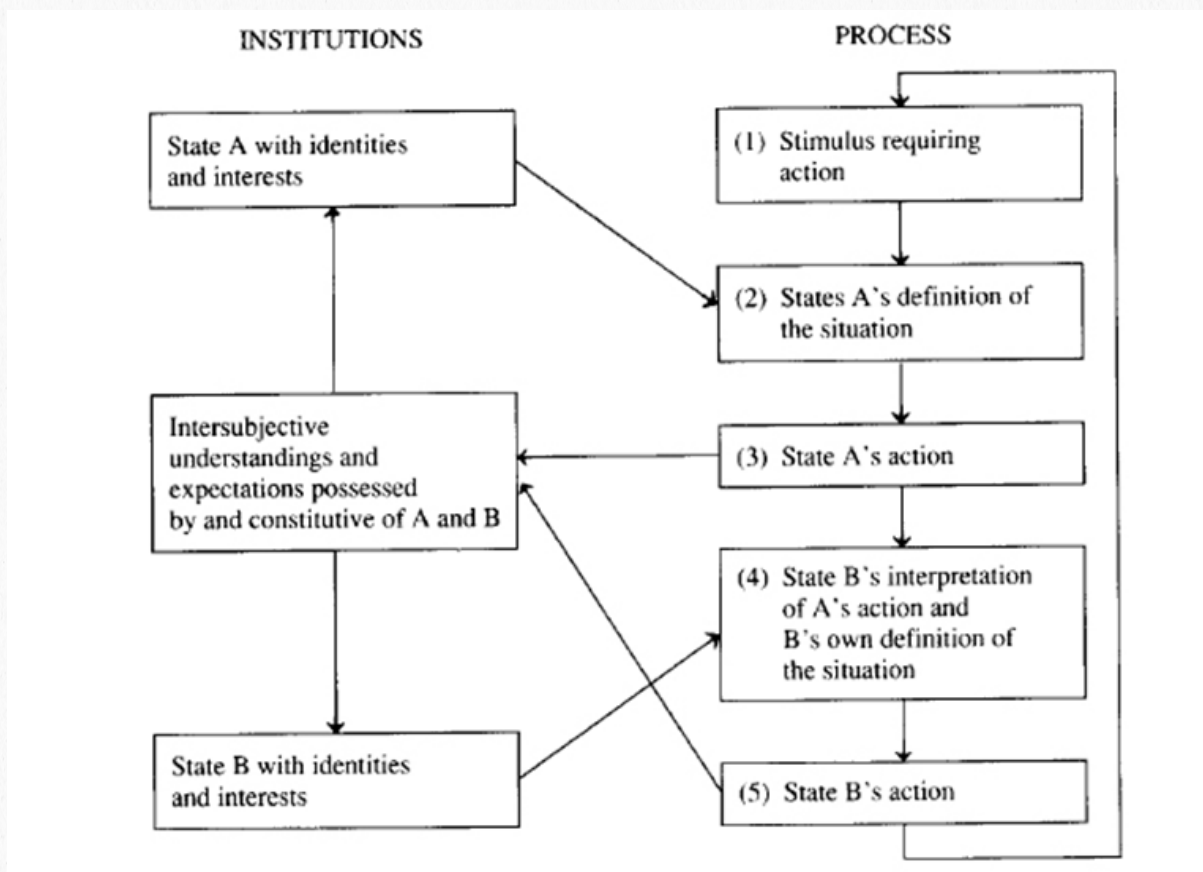 INSTITUTIONS
PROCESS
State A with identities
and interests
(1) Stimulus requiring
action
(2) States A's definition of
the situation
Intersubjective
understandings and
expectations possessed
by and constitutive of A and B
(3) State A's action
(4) State B's interpretation
of A's action and
B's own definition of
the situation
State B with identities
and interests
(5) State B's action